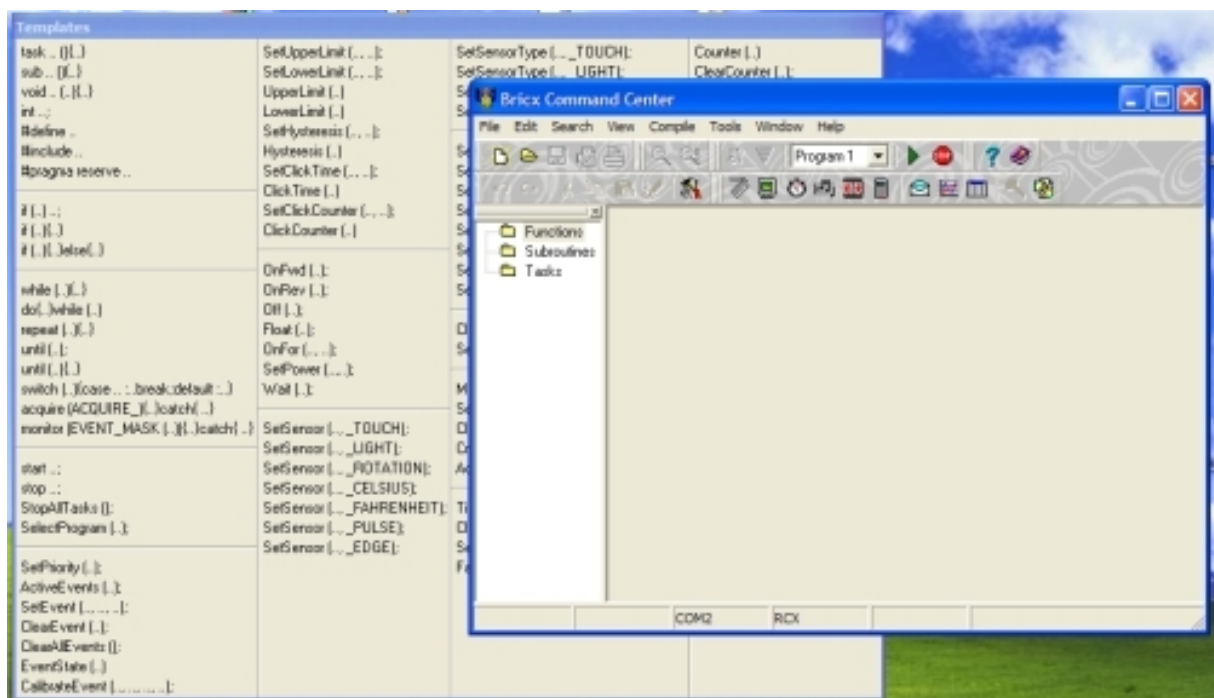 Templates
task .. (){..}
sub .. (){..}
void .. (..){..}
int ..;
#define ..
#include ..
#pragma reserve ..
if (..) ..;
if (..){..}
if (..){..}else{..}
while (..){..}
do{..}while (..)
repeat (..){..}
until (..);
until (..){..}
switch (..){case .. : ..break;default :..}
acquire (ACQUIRE_){..}catch{ ..}
monitor (EVENT_MASK (..)){..}catch{ ..}
start ..;
stop ..;
StopAllTasks ();
SelectProgram (..);
SetPriority (..);
ActiveEvents (..);
SetEvent (.., .., ..);
ClearEvent (..);
ClearAllEvents ();
EventState (..)
CalibrateEvent (.., .., .., ..);
SetUpperLimit (.., ..);
SetLowerLimit (.., ..);
UpperLimit (..)
LowerLimit (..)
SetHysteresis (.., ..);
Hysteresis (..)
SetClickTime (.., ..);
ClickTime (..)
SetClickCounter (.., ..);
ClickCounter (..)
OnFwd (..);
OnRev (..);
Off (..);
Float (..);
OnFor (.., ..);
SetPower (.., ..);
Wait (..);
SetSensor (.., _TOUCH);
SetSensor (.., _LIGHT);
SetSensor (.., _ROTATION);
SetSensor (.., _CELSIUS);
SetSensor (.., _FAHRENHEIT);
SetSensor (.., _PULSE);
SetSensor (.., _EDGE);
SetSensorType (.., _TOUCH);
SetSensorType (.., _LIGHT);
Counter (..)
ClearCounter (..);
Bricx Command Center
File Edit Search View Compile Tools Window Help
Program 1
Functions
Subroutines
Tasks
COM2 RCX